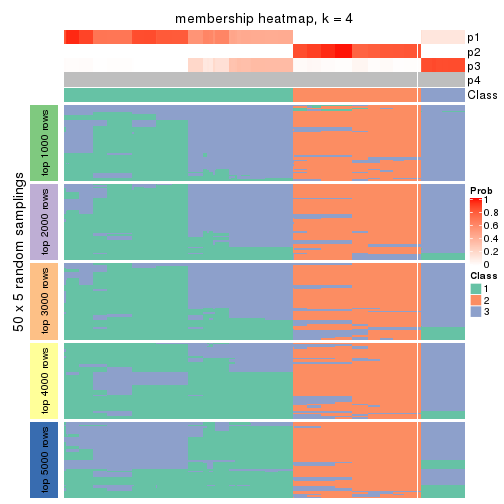 membership heatmap, k = 4
p1
p2
p3
p4
Class
50 x 5 random samplings
top 1000 rows
top 2000 rows
top 3000 rows
top 4000 rows
top 5000 rows
Prob
1
0.8
0.6
0.4
0.2
0
Class
1
2
3